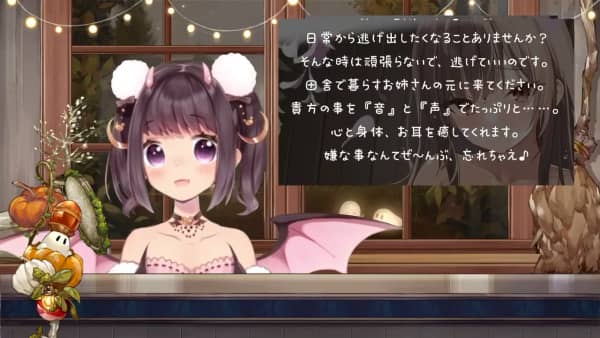 日常から逃げ出したくなることありませんか？
そんな時は頑張らないで、逃げていいのです。
田舎で暮らすお姉さんの元に来てください。
貴方の事を『音』と『声』でたっぷりと……。
心と身体、お耳を癒してくれます。
嫌な事なんてぜ〜んぶ、忘れちゃえ♪